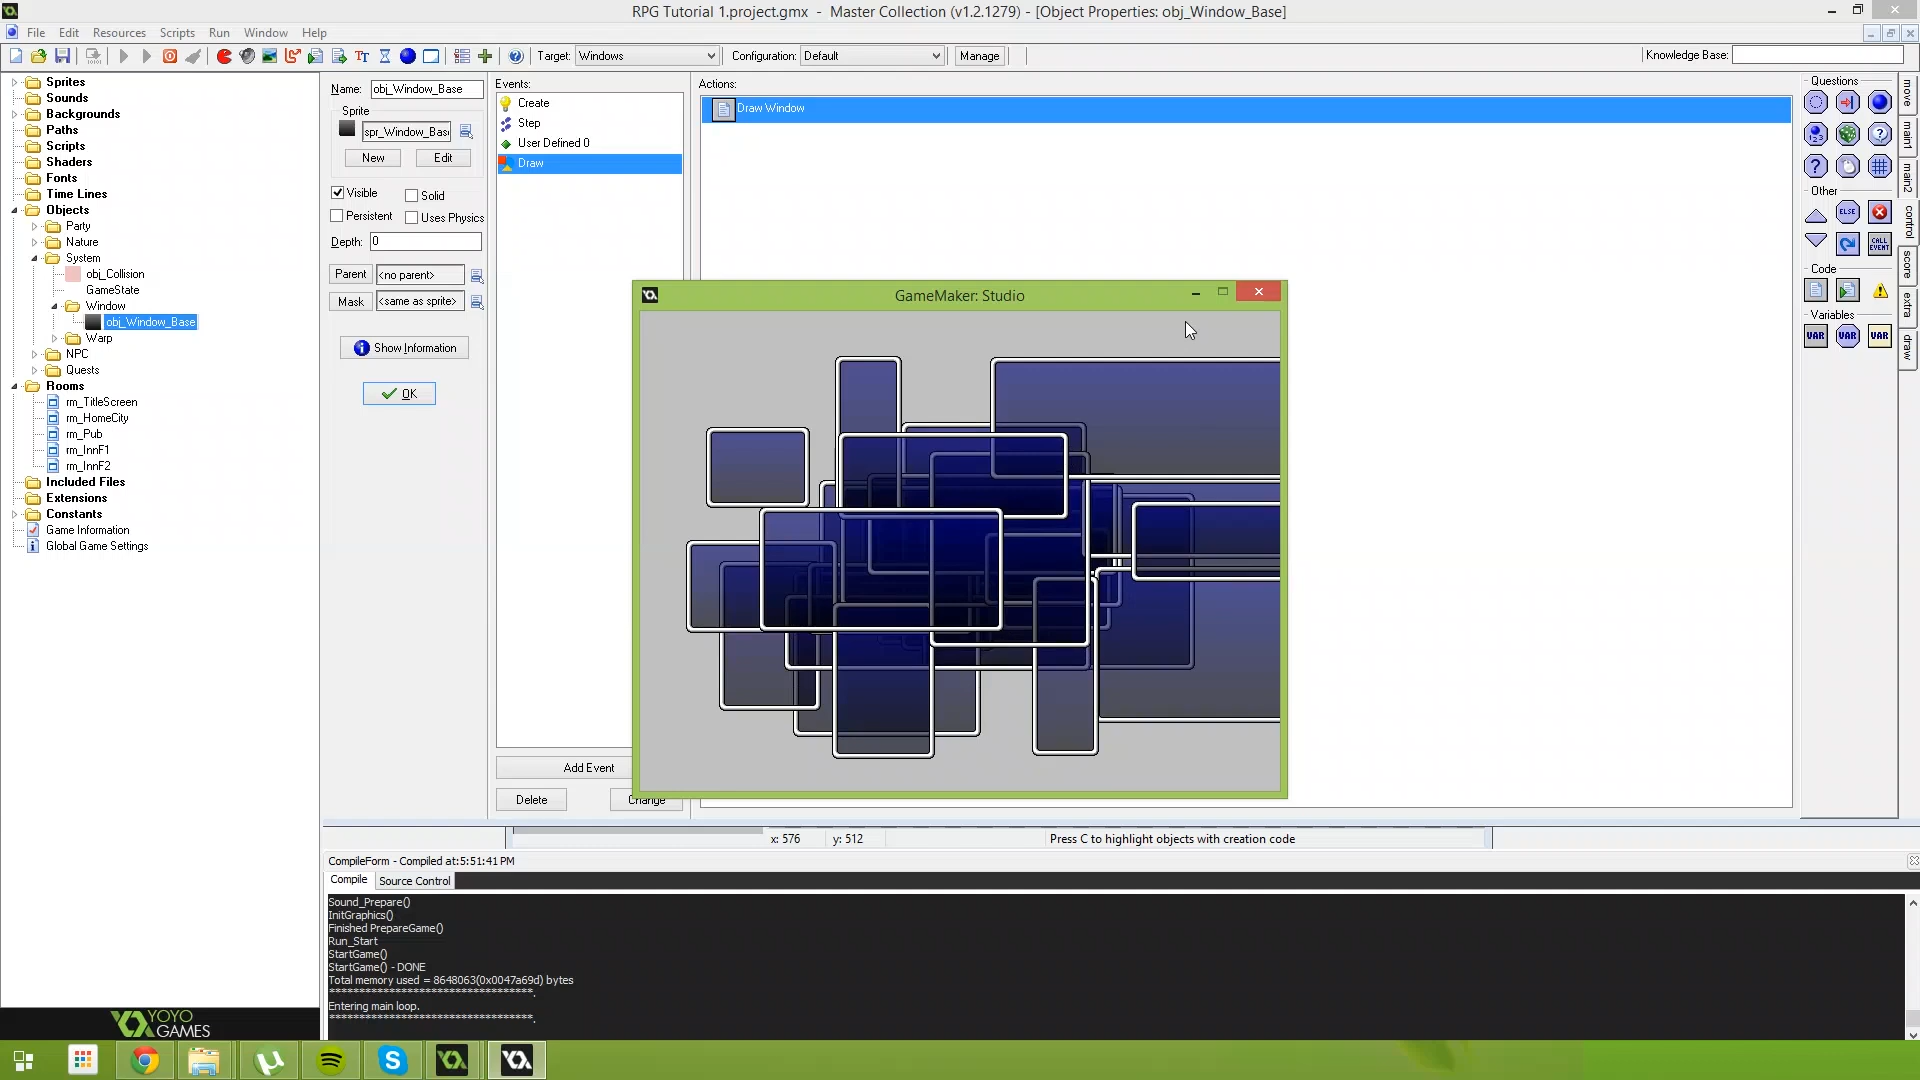 RPG Tutorial 1.project.gmx - Master Collection (v1.2.1279) - [Object Properties: obj_Window_Base]
File Edit Resources Scripts Run Window Help
Target: Windows Configuration: Default Manage Knowledge Base:
Sprites
Sounds
Backgrounds
Paths
Scripts
Shaders
Fonts
Time Lines
Objects
Party
Nature
System
obj_Collision
GameState
Window
obj_Window_Base
Warp
NPC
Quests
Rooms
rm_TitleScreen
rm_HomeCity
rm_Pub
rm_InnF1
rm_InnF2
Included Files
Extensions
Constants
Game Information
Global Game Settings
YOYO
GAMES
Name: obj_Window_Base
Sprite
spr_Window_Bas
New Edit
Visible Solid
Persistent Uses Physics
Depth: 0
Parent <no parent>
Mask <same as sprite>
Show Information
OK
Events:
Create
Step
User Defined 0
Draw
Add Event
Delete Change
Actions:
Draw Window
GameMaker: Studio
Questions
Other
ELSE
CALL EVENT
Code
Variables
VAR VAR VAR
move
main1
main2
control
score
extra
draw
x: 576 y: 512 Press C to highlight objects with creation code
CompileForm - Compiled at:5:51:41 PM
Compile Source Control
Sound_Prepare()
InitGraphics()
Finished PrepareGame()
Run_Start
StartGame()
StartGame() - DONE
Total memory used = 8648063(0x0047a69d) bytes
**********************************.
Entering main loop.
**********************************.